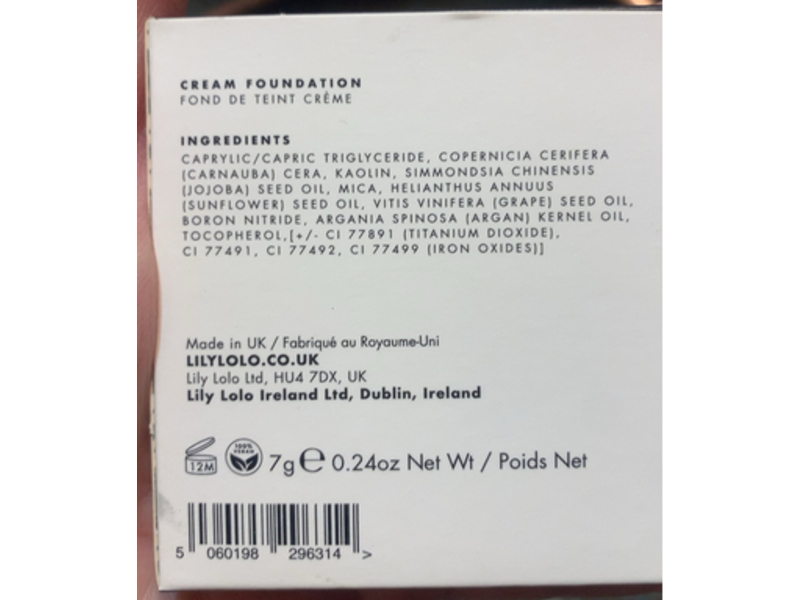 CREAM FOUNDATION
FOND DE TEINT CRÈME
INGREDIENTS
CAPRYLIC/CAPRIC TRIGLYCERIDE, COPERNICIA CERIFERA
(CARNAUBA) CERA, KAOLIN, SIMMONDSIA CHINENSIS
(JOJOBA) SEED OIL, MICA, HELIANTHUS ANNUUS
(SUNFLOWER) SEED OIL, VITIS VINIFERA (GRAPE) SEED OIL,
BORON NITRIDE, ARGANIA SPINOSA (ARGAN) KERNEL OIL,
TOCOPHEROL,[+/- CI 77891 (TITANIUM DIOXIDE),
CI 77491, CI 77492, CI 77499 (IRON OXIDES)]
Made in UK / Fabriqué au Royaume-Uni
LILYLOLO.CO.UK
Lily Lolo Ltd, HU4 7DX, UK
Lily Lolo Ireland Ltd, Dublin, Ireland
12M 100% VEGAN 7g ℮ 0.24oz Net Wt / Poids Net
5 060198 296314 >